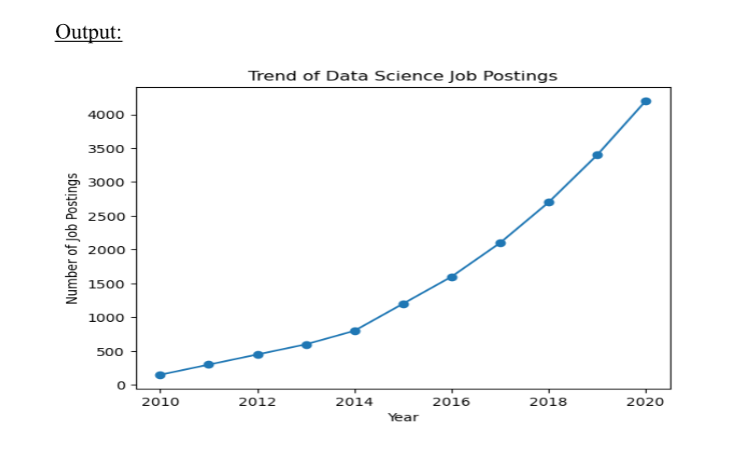 Output:
Trend of Data Science Job Postings
Number of Job Postings
4000
3500
3000
2500
2000
1500
1000
500
0
2010 2012 2014 2016 2018 2020
Year